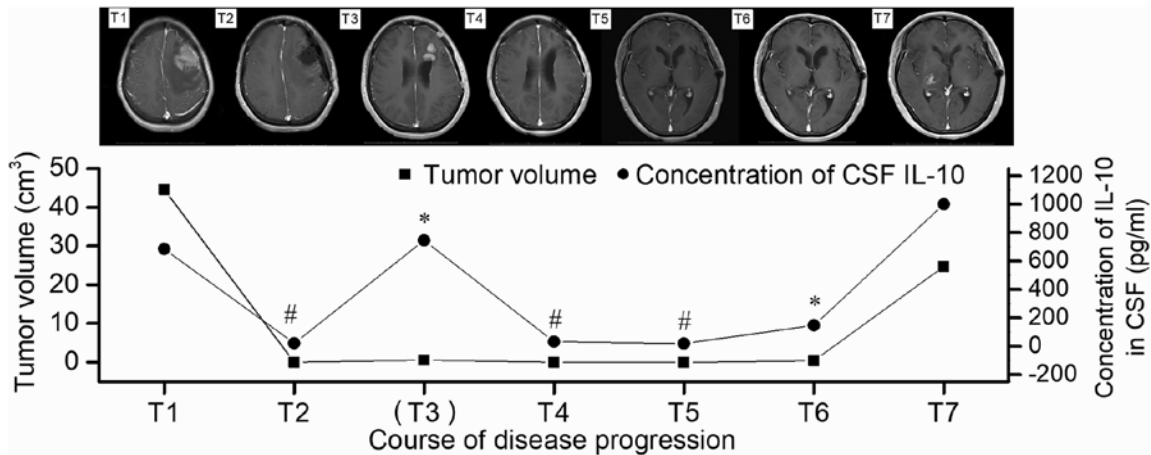 T1 T2 T3 T4 T5 T6 T7
Tumor volume (cm³)
50
40
30
20
10
0
■ Tumor volume ● Concentration of CSF IL-10
# * # # *
1200
1000
800
600
400
200
0
-200
Concentration of IL-10
in CSF (pg/ml)
T1 T2 (T3) T4 T5 T6 T7
Course of disease progression